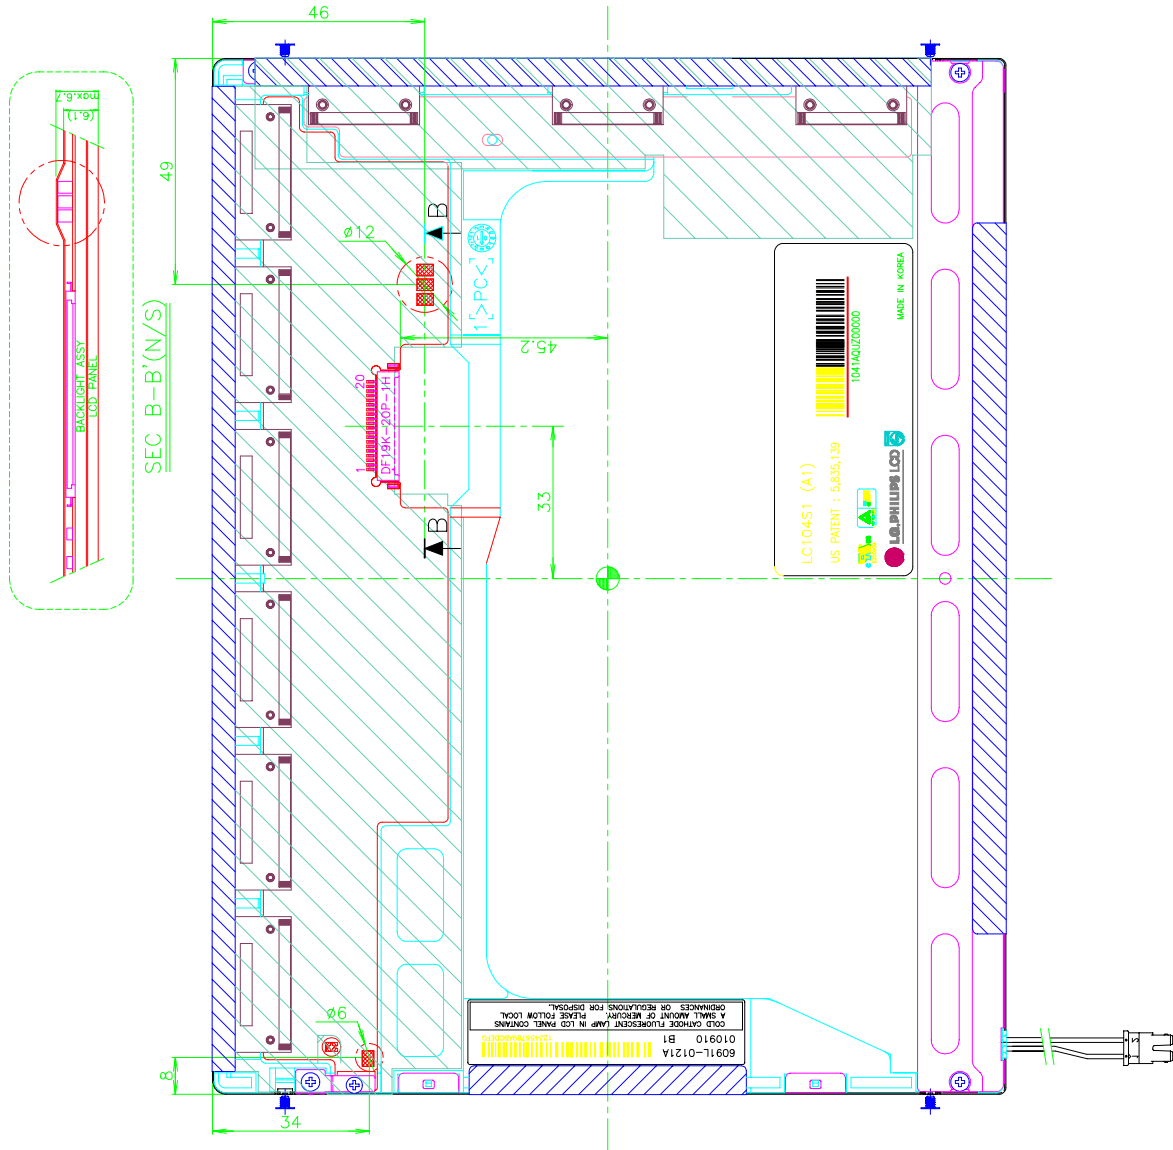 46
max.6.7
(6.1)
49
ø12
B
1[>PC<]
45.2
SEC B-B'(N/S)
BACKLIGHT ASSY
LCD PANEL
20
DF19K-20P-1H
1
33
B
MADE IN KOREA
1041AQUZ00000
LC104S1 (A1)
US PATENT : 5,835,139
LG.PHILIPS LCD
ø6
8
34
COLD CATHODE FLUORESCENT LAMP IN LCD PANEL CONTAINS
A SMALL AMOUNT OF MERCURY. PLEASE FOLLOW LOCAL
ORDINANCES OR REGULATIONS FOR DISPOSAL.
6091L-0121A
010910 B1